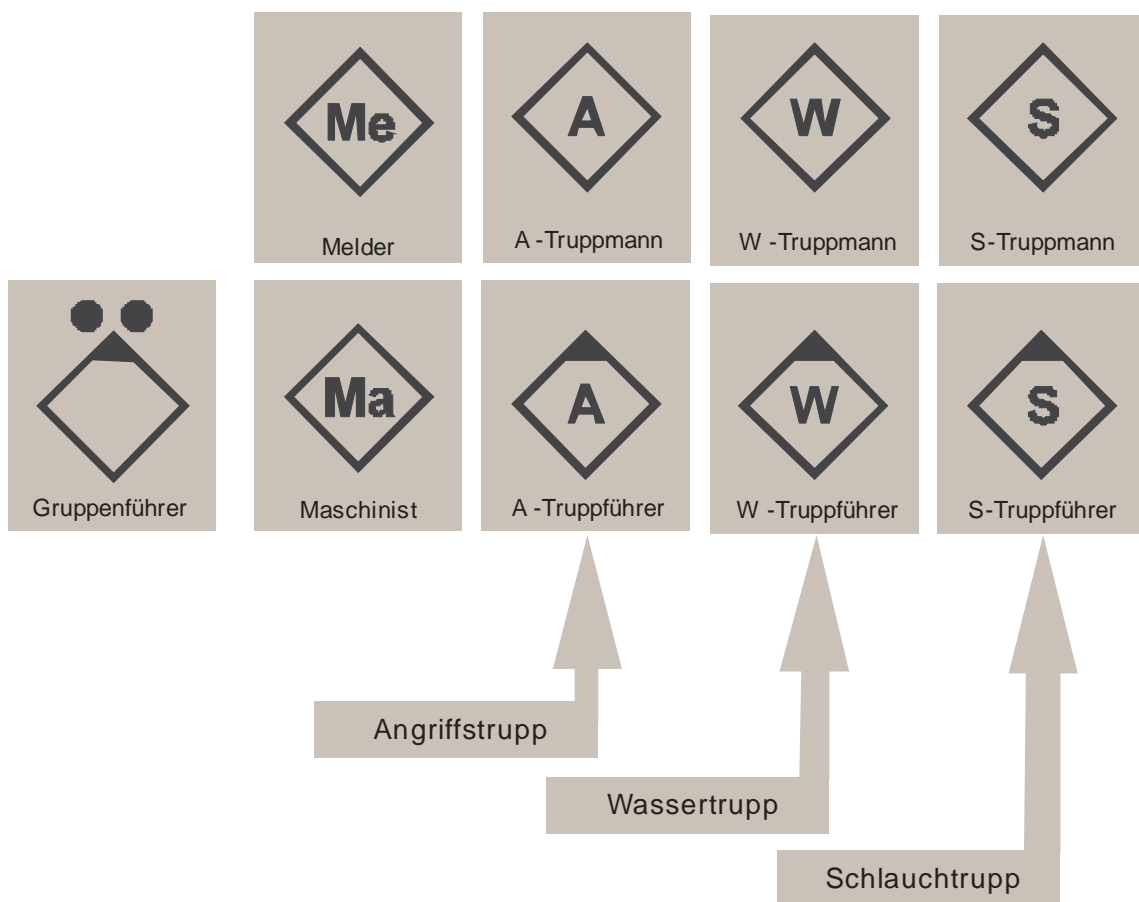 Me
A
W
S
Melder
A -Truppmann
W -Truppmann
S-Truppmann
Ma
A
W
S
Gruppenführer
Maschinist
A -Truppführer
W -Truppführer
S-Truppführer
Angriffstrupp
Wassertrupp
Schlauchtrupp